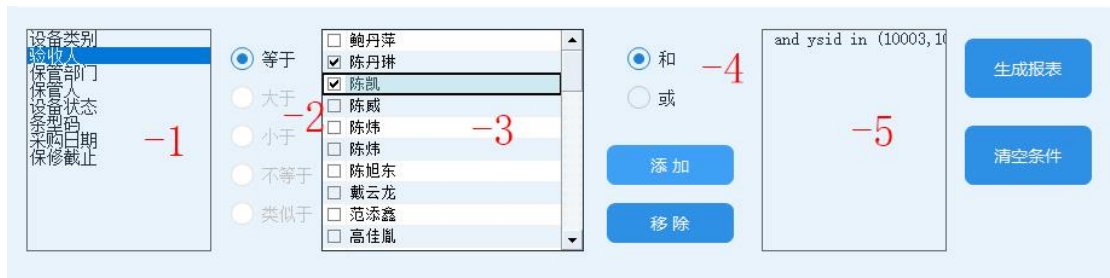 设备类别
验收人
保管部门
保管人
设备状态
条型码
采购日期
保修截止
-1
等于
大于
小于
不等于
类似于
-2
鲍丹萍
陈丹琳
陈凯
陈威
陈炜
陈炜
陈旭东
戴云龙
范添鑫
高佳胤
-3
和
或
-4
添加
移除
and ysid in (10003,10
-5
生成报表
清空条件